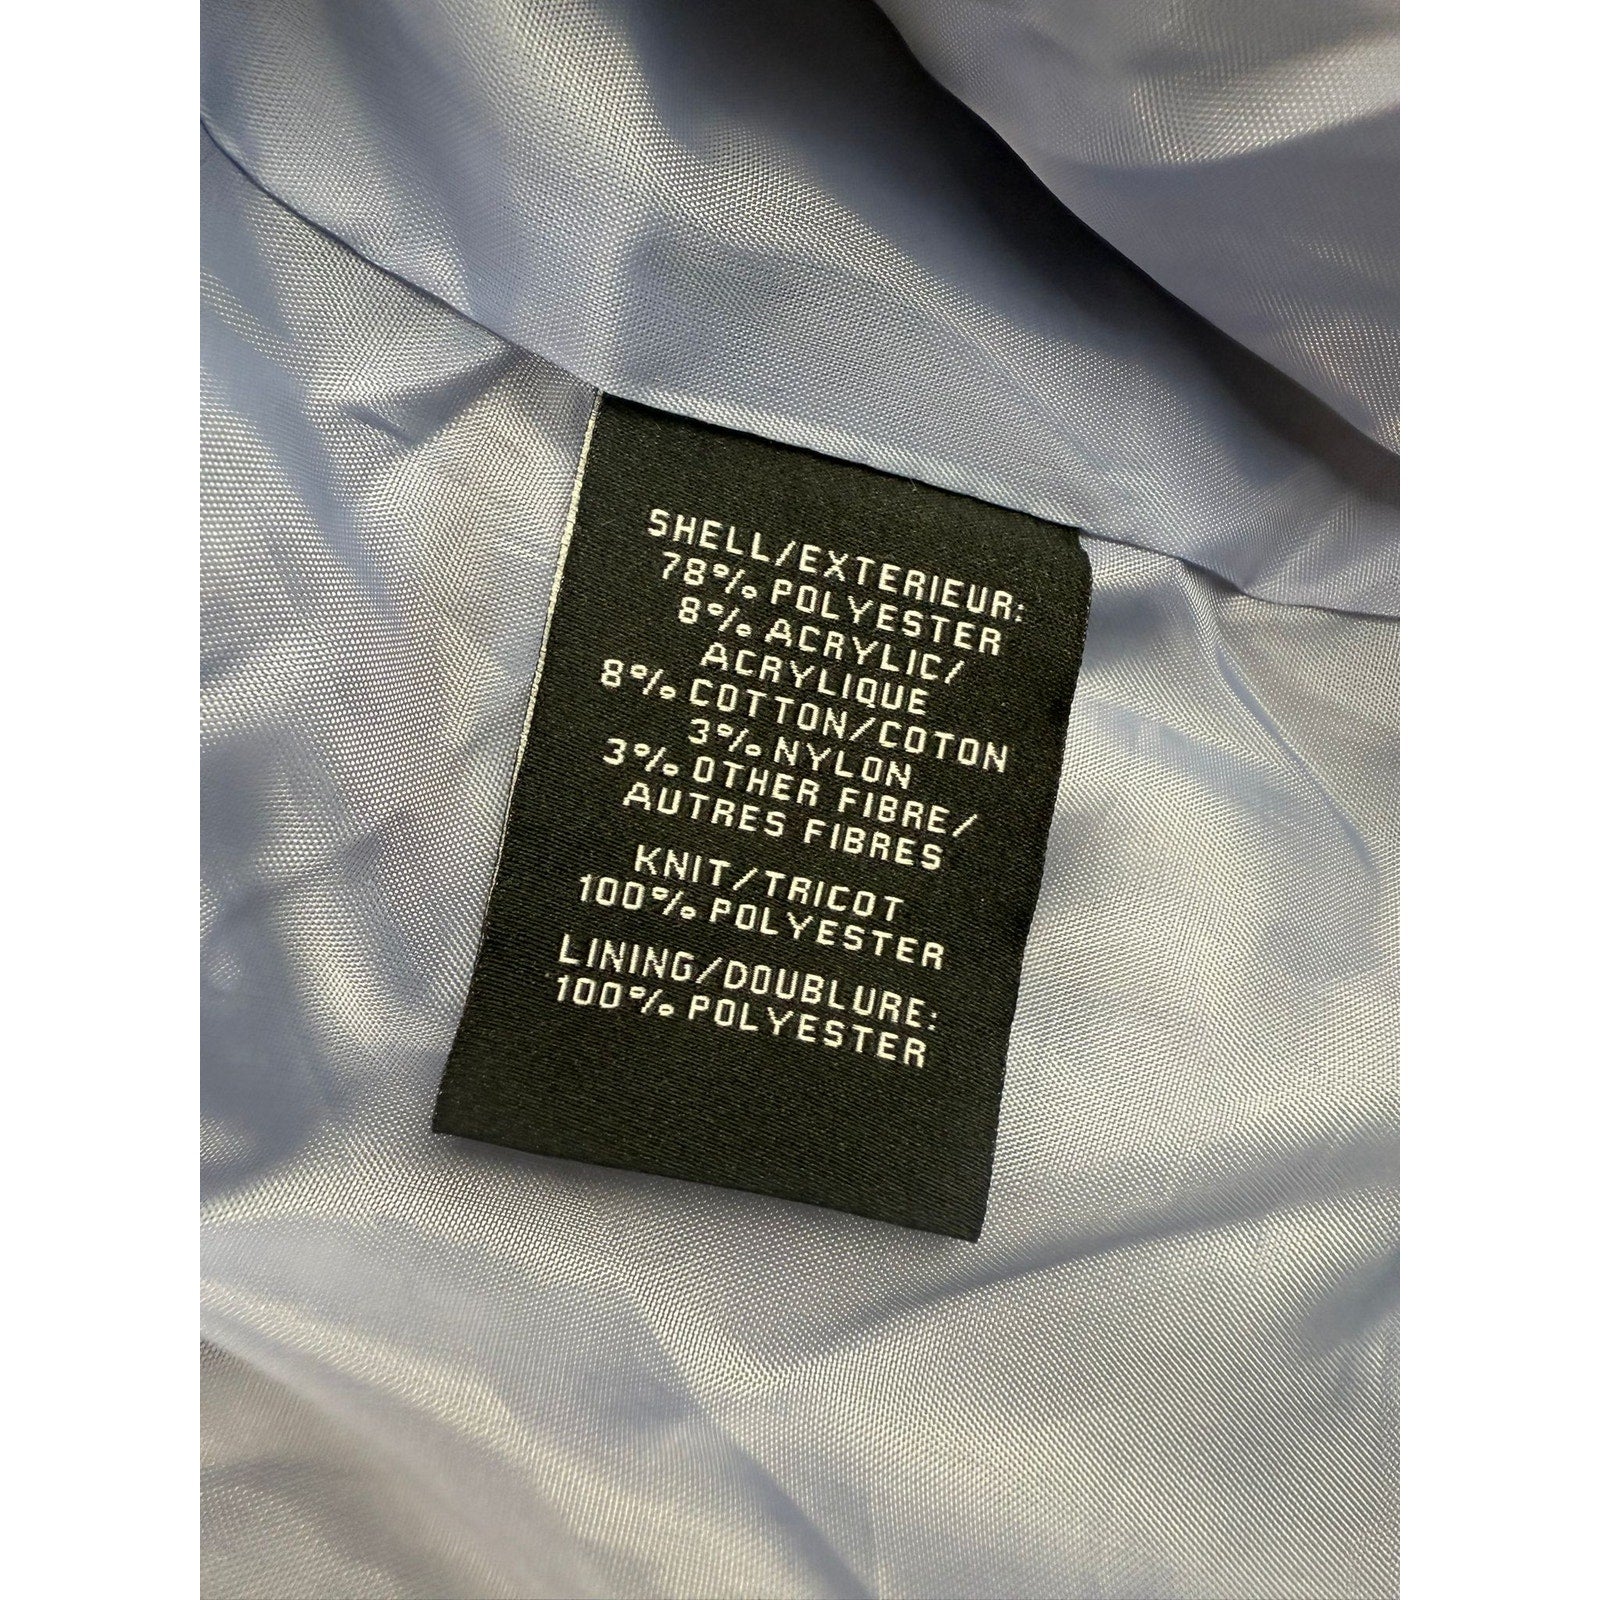 SHELL/EXTERIEUR:
78% POLYESTER
8% ACRYLIC/
ACRYLIQUE
8% COTTON/COTON
3% NYLON
3% OTHER FIBRE/
AUTRES FIBRES
KNIT/TRICOT
100% POLYESTER
LINING/DOUBLURE:
100% POLYESTER